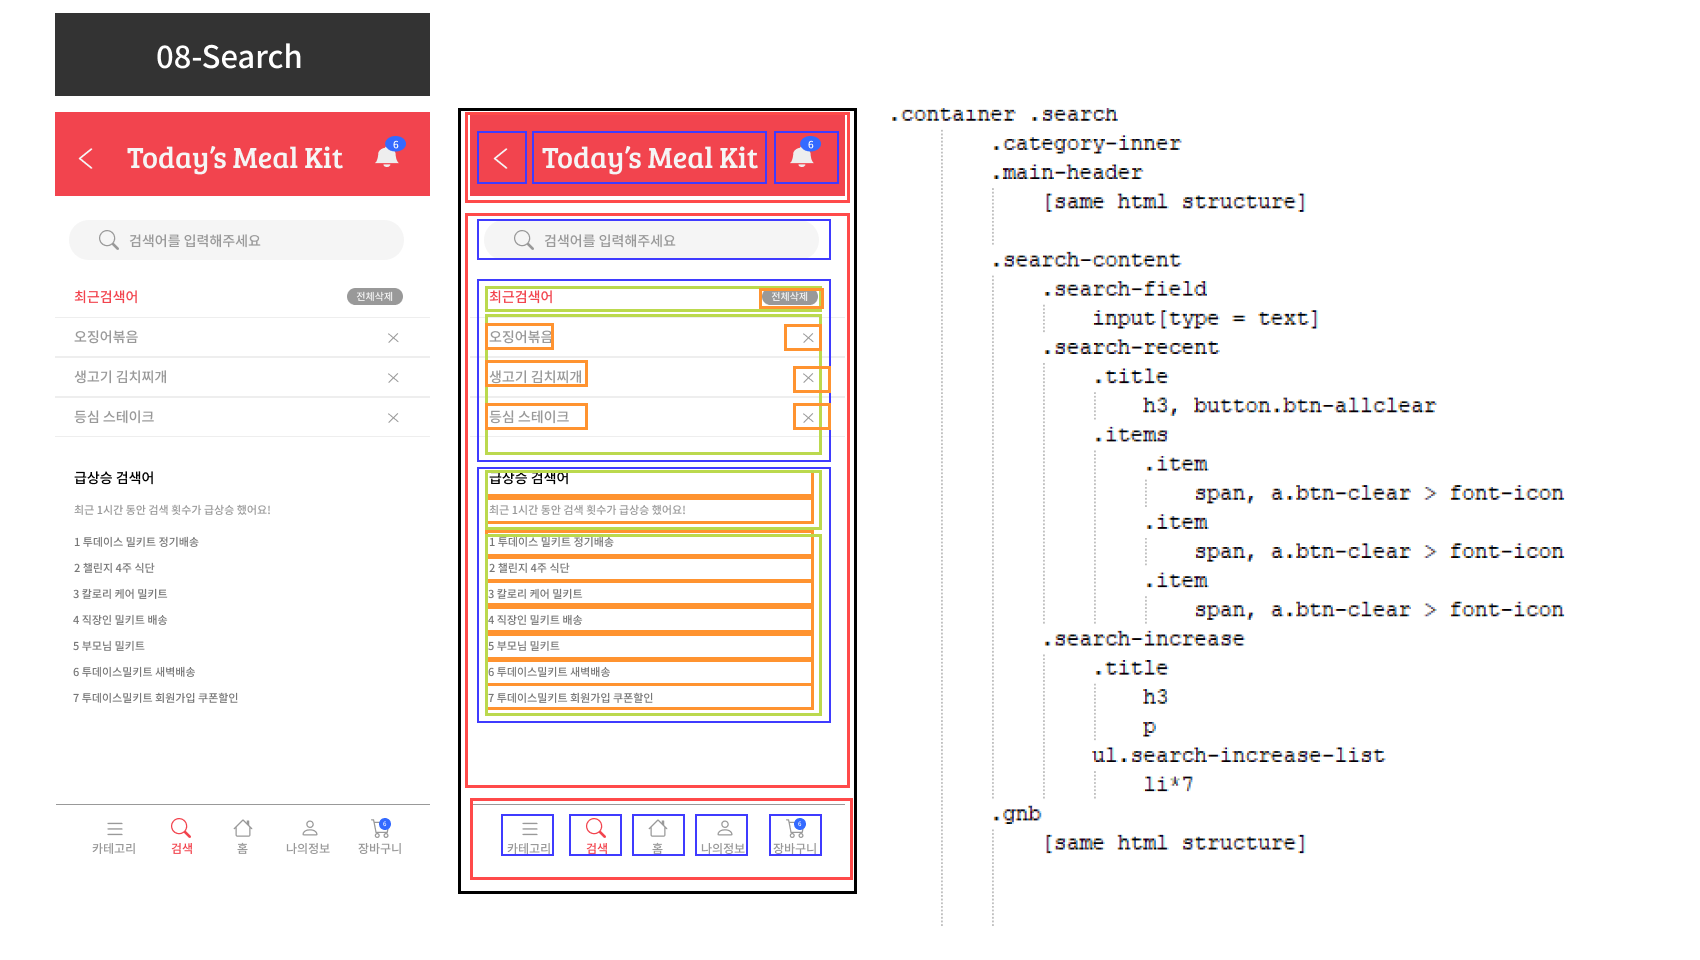 08-Search
Today's Meal Kit
6
검색어를 입력해주세요
최근검색어
전체삭제
오징어볶음
생고기 김치찌개
등심 스테이크
급상승 검색어
최근 1시간 동안 검색 횟수가 급상승 했어요!
1 투데이스 밀키트 정기배송
2 챌린지 4주 식단
3 칼로리 케어 밀키트
4 직장인 밀키트 배송
5 부모님 밀키트
6 투데이스밀키트 새벽배송
7 투데이스밀키트 회원가입 쿠폰할인
6
카테고리 검색 홈 나의정보 장바구니
Today's Meal Kit
6
검색어를 입력해주세요
최근검색어
전체삭제
오징어볶음
생고기 김치찌개
등심 스테이크
급상승 검색어
최근 1시간 동안 검색 횟수가 급상승 했어요!
1 투데이스 밀키트 정기배송
2 챌린지 4주 식단
3 칼로리 케어 밀키트
4 직장인 밀키트 배송
5 부모님 밀키트
6 투데이스밀키트 새벽배송
7 투데이스밀키트 회원가입 쿠폰할인
6
카테고리 검색 홈 나의정보 장바구니
.container .search
.category-inner
.main-header
[same html structure]
.search-content
.search-field
input[type = text]
.search-recent
.title
h3, button.btn-allclear
.items
.item
span, a.btn-clear > font-icon
.item
span, a.btn-clear > font-icon
.item
span, a.btn-clear > font-icon
.search-increase
.title
h3
p
ul.search-increase-list
li*7
.gnb
[same html structure]